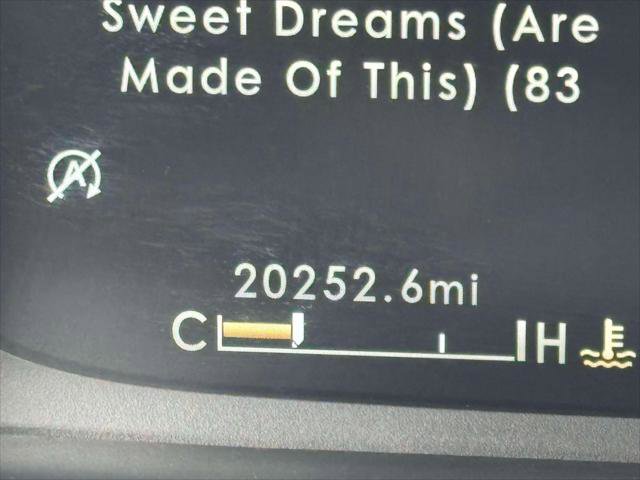 Sweet Dreams (Are
Made Of This) (83
A
20252.6mi
C H